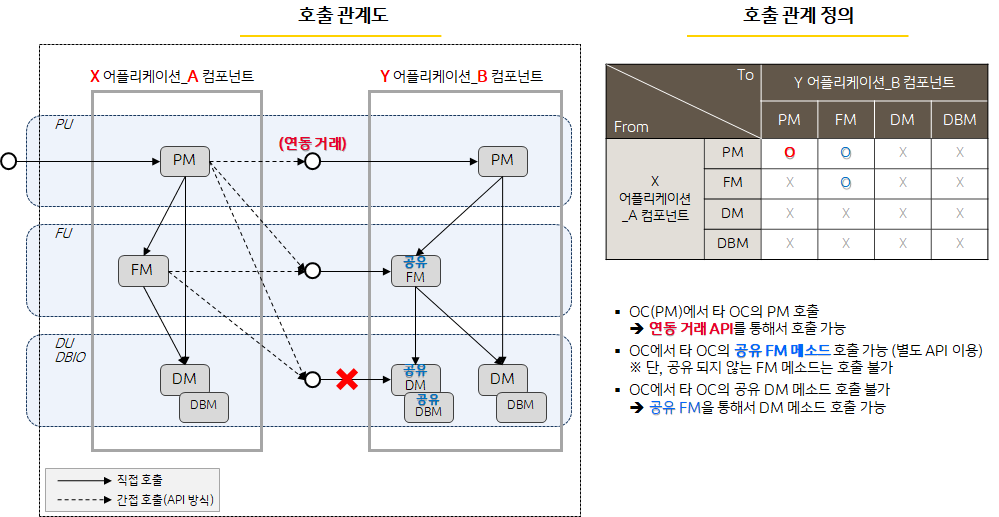 호출 관계도
호출 관계 정의
X 어플리케이션_A 컴포넌트
Y 어플리케이션_B 컴포넌트
PU
(연동 거래)
PM
PM
FU
FM
공유
FM
DU
DBIO
DM
DBM
공유
DM
공유
DBM
DM
DBM
직접 호출
간접 호출(API 방식)
To
From
Y 어플리케이션_B 컴포넌트
PM FM DM DBM
X
어플리케이션
_A 컴포넌트
PM O O X X
FM X O X X
DM X X X X
DBM X X X X
▪ OC(PM)에서 타 OC의 PM 호출
➔ 연동 거래 API를 통해서 호출 가능
▪ OC에서 타 OC의 공유 FM 메소드 호출 가능 (별도 API 이용)
※ 단, 공유 되지 않는 FM 메소드는 호출 불가
▪ OC에서 타 OC의 공유 DM 메소드 호출 불가
➔ 공유 FM을 통해서 DM 메소드 호출 가능